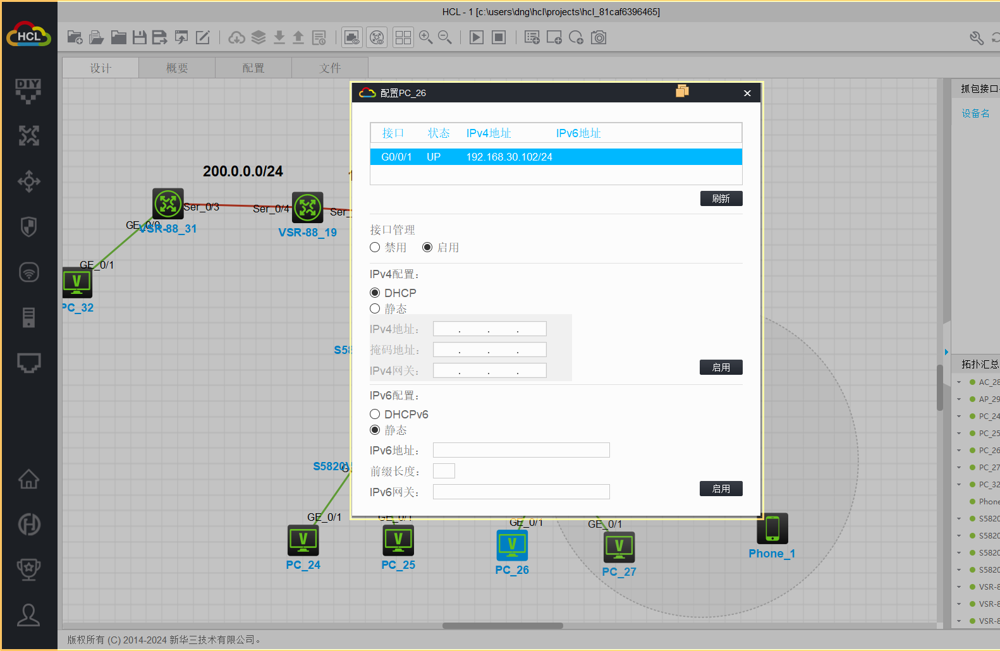 HCL - 1 [c:\users\dng\hcl\projects\hcl_81caf6396465]
HCL
DIY
设计 概要 配置 文件
抓包接口
设备名
配置PC_26
接口 状态 IPv4地址 IPv6地址
G0/0/1 UP 192.168.30.102/24
刷新
接口管理
禁用 启用
IPv4配置：
DHCP
静态
IPv4地址： . . .
掩码地址： . . .
IPv4网关： . . .
启用
IPv6配置：
DHCPv6
静态
IPv6地址：
前缀长度：
IPv6网关：
启用
200.0.0.0/24
Ser_0/3
Ser_0/4
Ser_
GE_0/0
VSR-88_31
VSR-88_19
GE_0/1
PC_32
S58
S5820V
GE_0/1
GE_0/1
GE_0/1
GE_0/1
PC_24
PC_25
PC_26
PC_27
Phone_1
拓扑汇总
AC_28
AP_29
PC_24
PC_25
PC_26
PC_27
PC_32
Phone
S5820
S5820
S5820
S5820
VSR-8
VSR-8
VSR-8
版权所有 (C) 2014-2024 新华三技术有限公司。